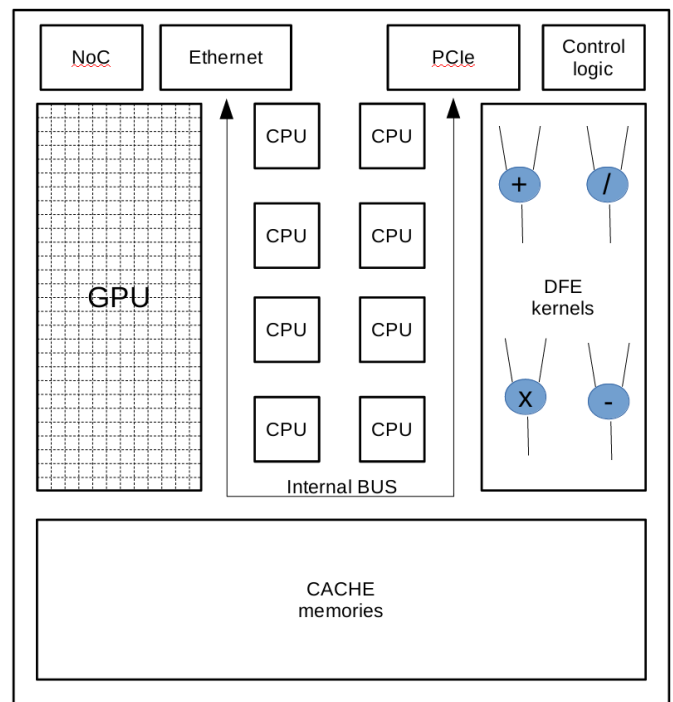 NoC
Ethernet
PCIe
Control
logic
CPU
CPU
+
/
CPU
CPU
GPU
DFE
kernels
CPU
CPU
x
-
CPU
CPU
Internal BUS
CACHE
memories